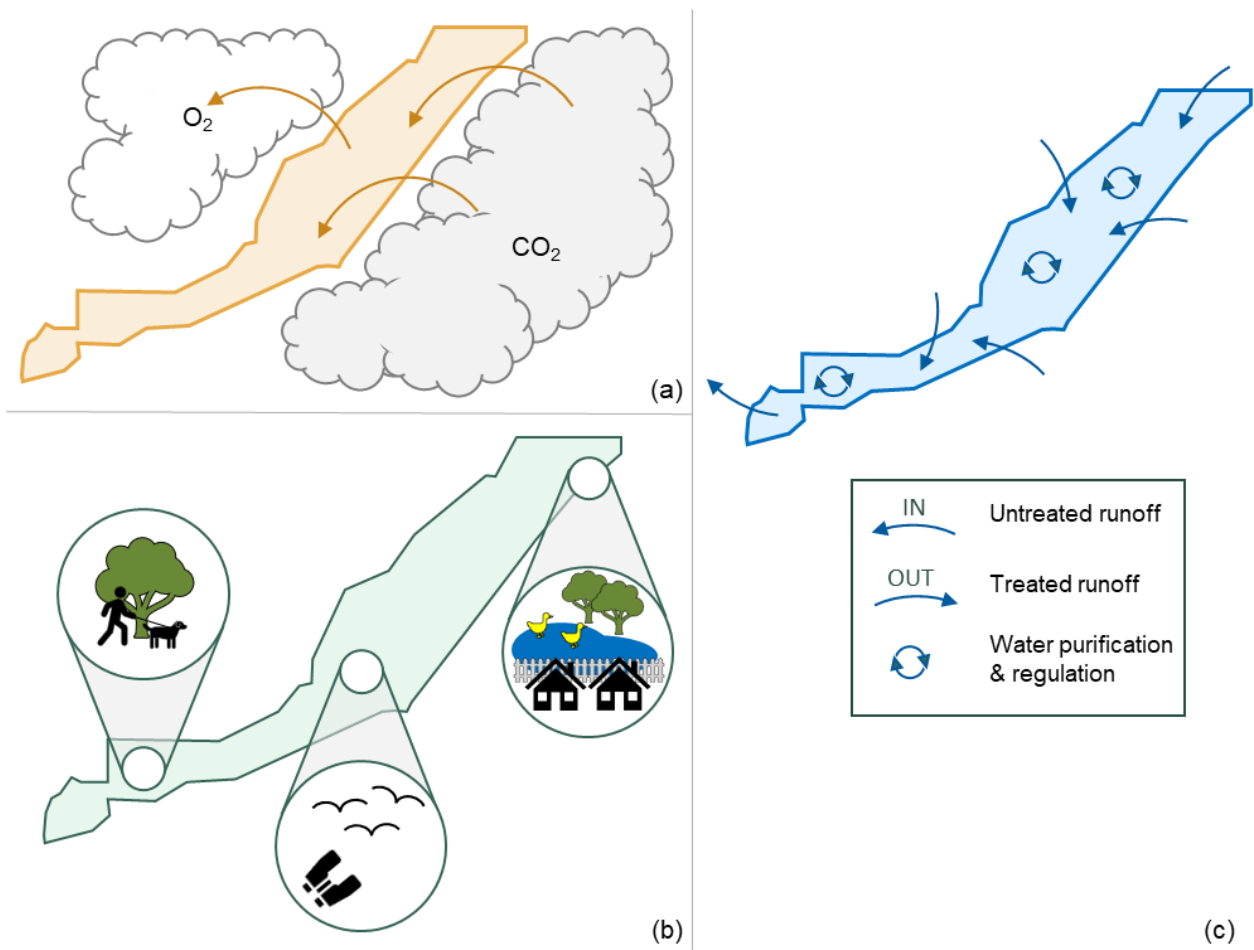 O₂
CO₂
(a)
(b)
IN
Untreated runoff
OUT
Treated runoff
Water purification
& regulation
(c)